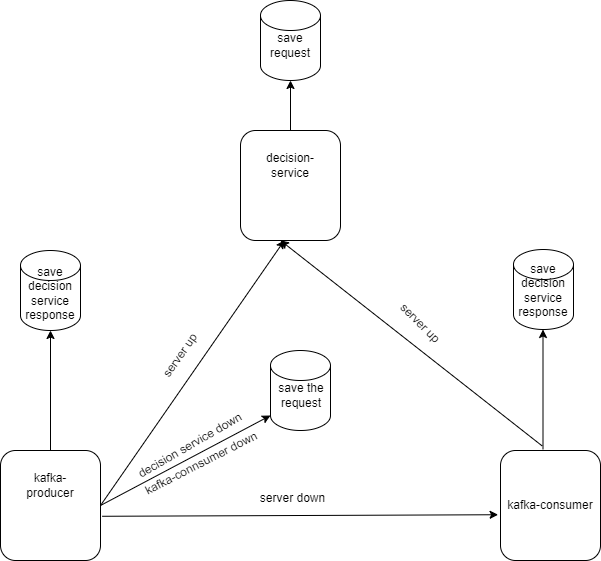 save
request
decision-
service
save
decision
service
response
save
decision
service
response
server up
server up
save the
request
decision service down
kafka-connsumer down
kafka-
producer
server down
kafka-consumer